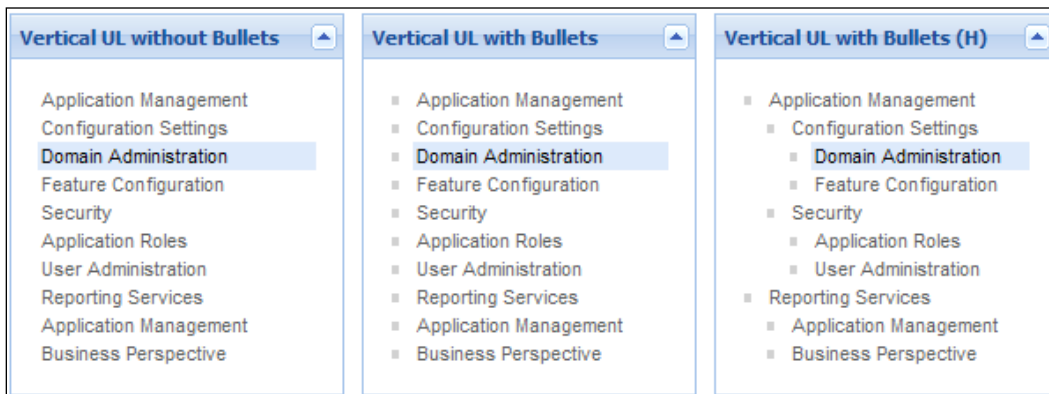 Vertical UL without Bullets
Application Management
Configuration Settings
Domain Administration
Feature Configuration
Security
Application Roles
User Administration
Reporting Services
Application Management
Business Perspective
Vertical UL with Bullets
Application Management
Configuration Settings
Domain Administration
Feature Configuration
Security
Application Roles
User Administration
Reporting Services
Application Management
Business Perspective
Vertical UL with Bullets (H)
Application Management
Configuration Settings
Domain Administration
Feature Configuration
Security
Application Roles
User Administration
Reporting Services
Application Management
Business Perspective